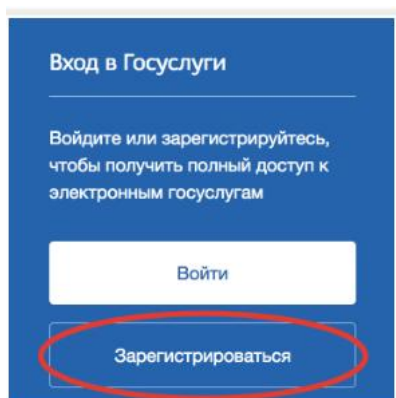 Вход в Госуслуги
Войдите или зарегистрируйтесь,
чтобы получить полный доступ к
электронным госуслугам
Войти
Зарегистрироваться